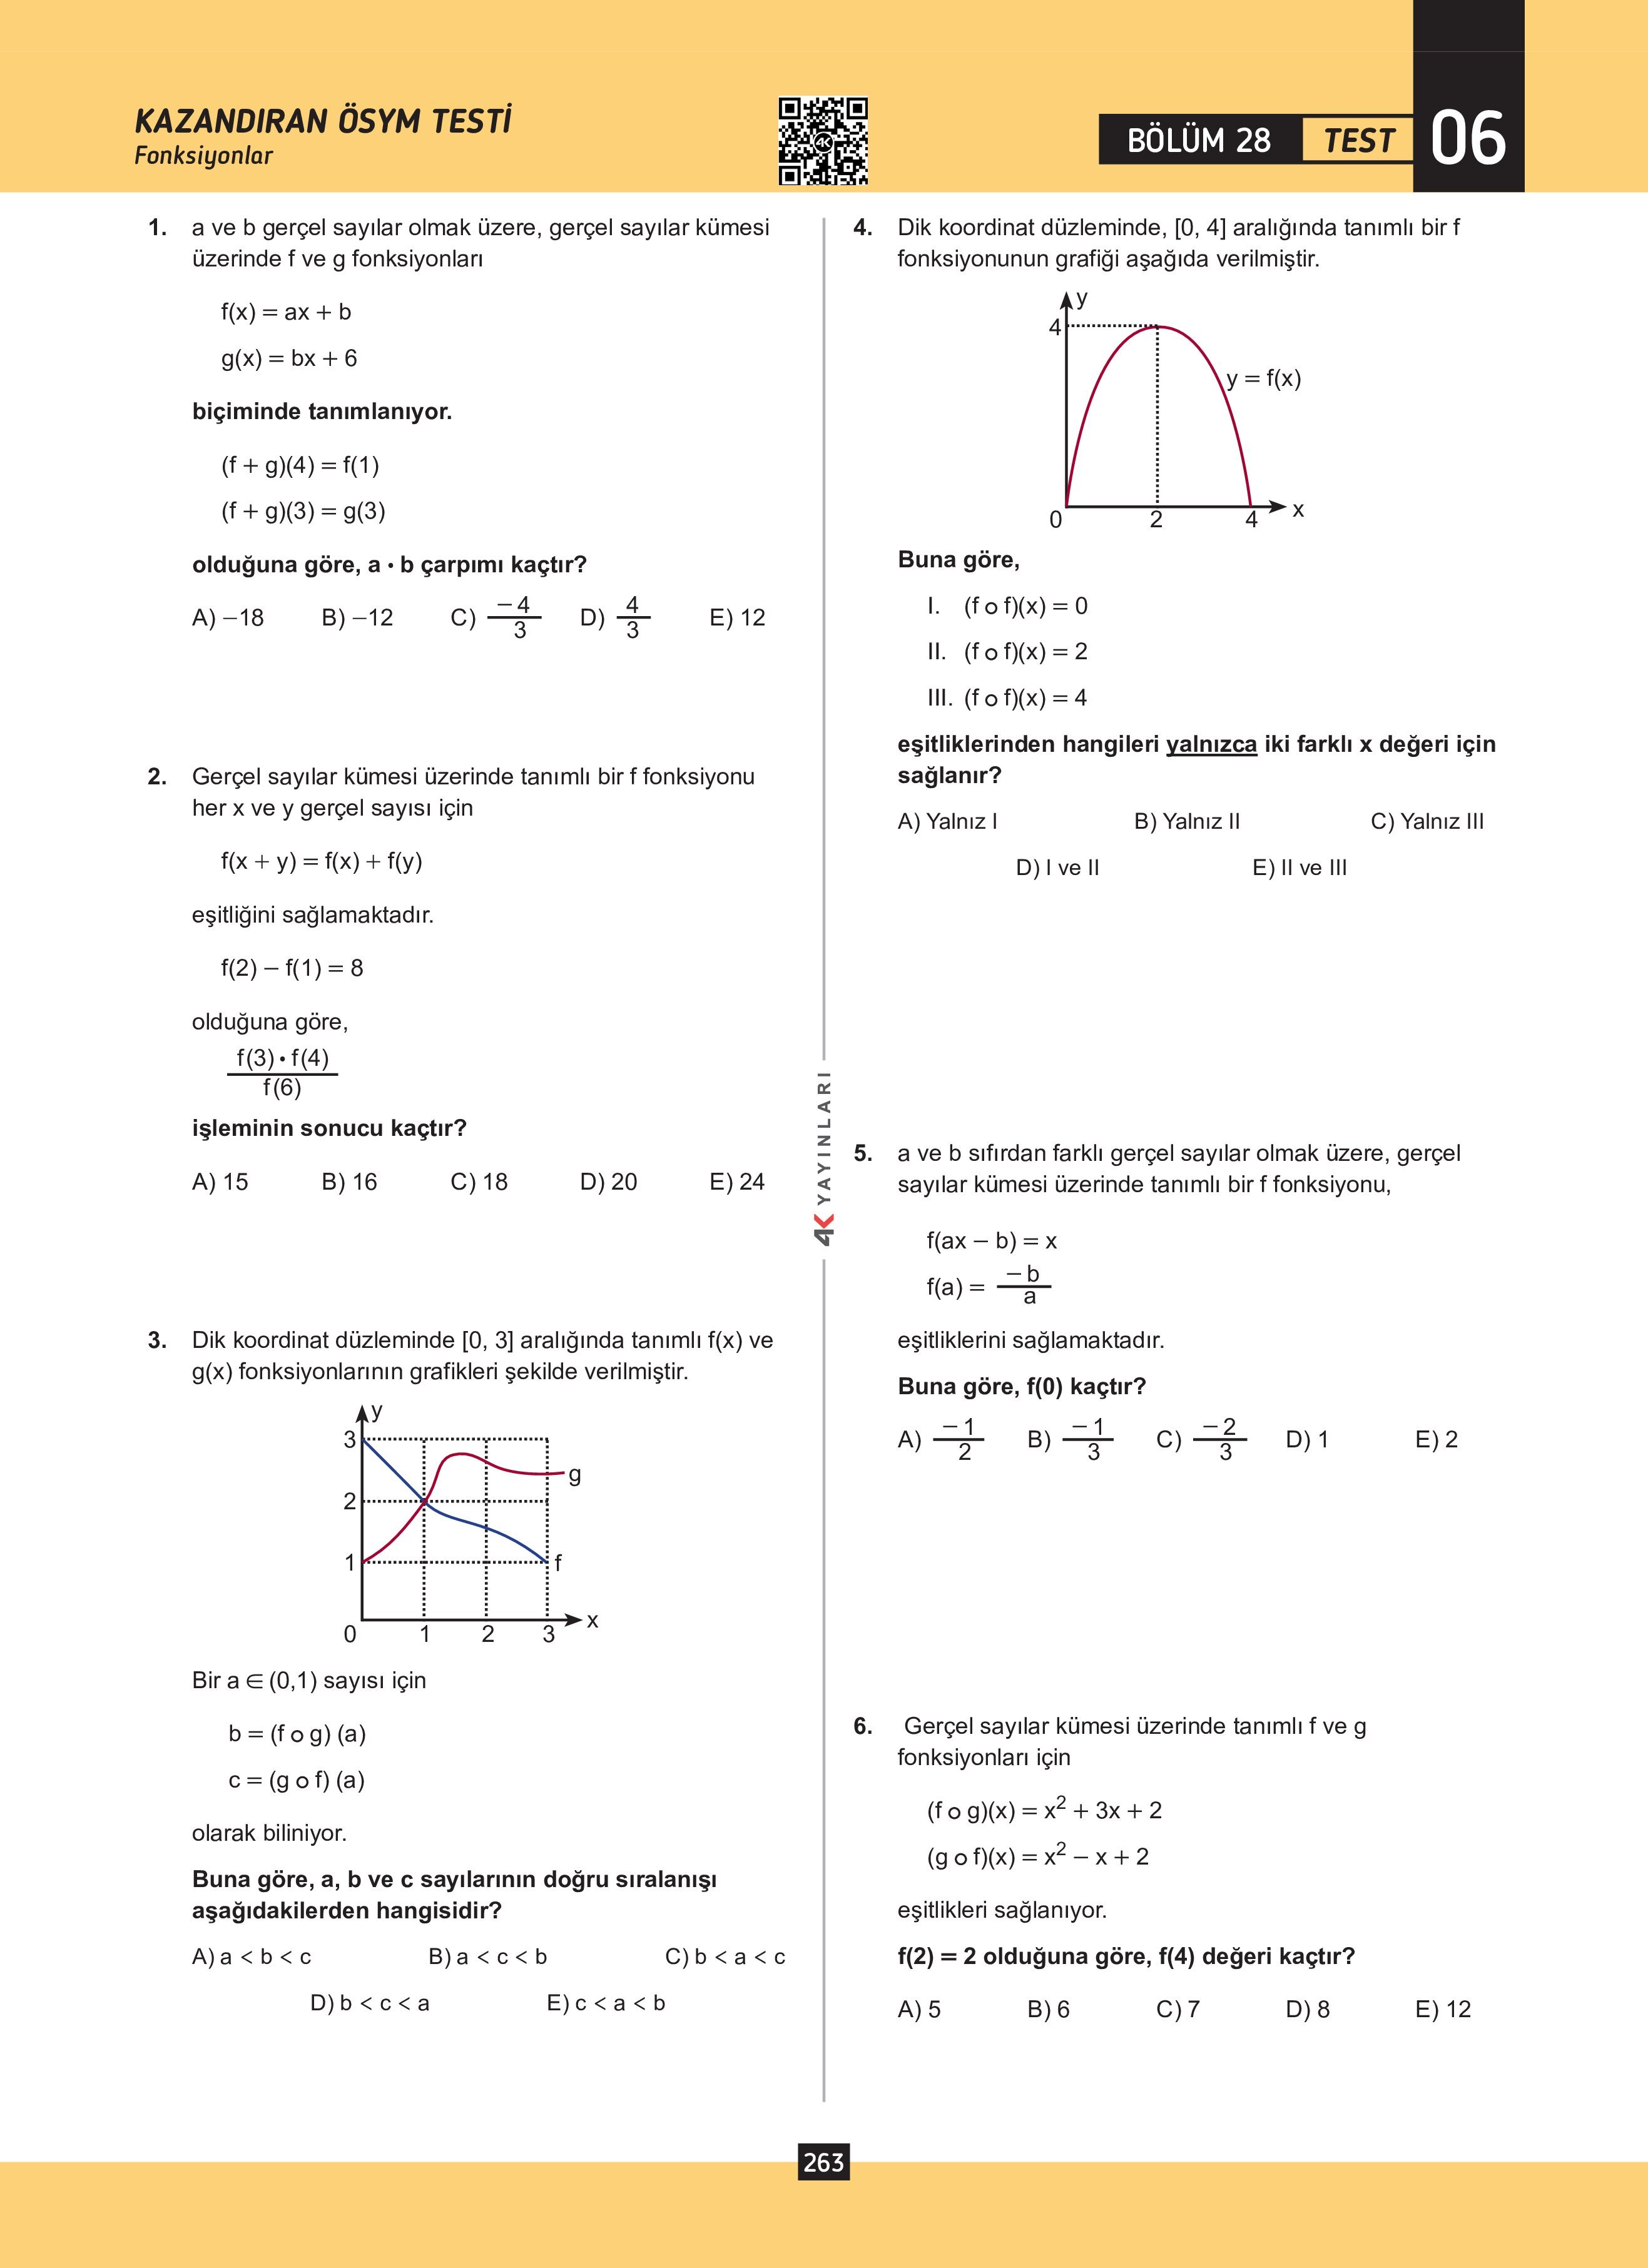 KAZANDIRAN ÖSYM TESTİ
Fonksiyonlar
BÖLÜM 28 TEST 06
1. a ve b gerçel sayılar olmak üzere, gerçel sayılar kümesi
üzerinde f ve g fonksiyonları
f(x) = ax + b
g(x) = bx + 6
biçiminde tanımlanıyor.
(f + g)(4) = f(1)
(f + g)(3) = g(3)
olduğuna göre, a • b çarpımı kaçtır?
A) –18 B) –12 C) −4/3 D) 4/3 E) 12
2. Gerçel sayılar kümesi üzerinde tanımlı bir f fonksiyonu
her x ve y gerçel sayısı için
f(x + y) = f(x) + f(y)
eşitliğini sağlamaktadır.
f(2) – f(1) = 8
olduğuna göre,
f(3) • f(4)
f(6)
işleminin sonucu kaçtır?
A) 15 B) 16 C) 18 D) 20 E) 24
3. Dik koordinat düzleminde [0, 3] aralığında tanımlı f(x) ve
g(x) fonksiyonlarının grafikleri şekilde verilmiştir.
y
3
g
2
1
f
x
0 1 2 3
Bir a ∈ (0,1) sayısı için
b = (f o g) (a)
c = (g o f) (a)
olarak biliniyor.
Buna göre, a, b ve c sayılarının doğru sıralanışı
aşağıdakilerden hangisidir?
A) a < b < c B) a < c < b C) b < a < c
D) b < c < a E) c < a < b
4K YAYINLARI
4. Dik koordinat düzleminde, [0, 4] aralığında tanımlı bir f
fonksiyonunun grafiği aşağıda verilmiştir.
y
4
y = f(x)
x
0 2 4
Buna göre,
I. (f o f)(x) = 0
II. (f o f)(x) = 2
III. (f o f)(x) = 4
eşitliklerinden hangileri yalnızca iki farklı x değeri için
sağlanır?
A) Yalnız I B) Yalnız II C) Yalnız III
D) I ve II E) II ve III
5. a ve b sıfırdan farklı gerçel sayılar olmak üzere, gerçel
sayılar kümesi üzerinde tanımlı bir f fonksiyonu,
f(ax – b) = x
f(a) = −b/a
eşitliklerini sağlamaktadır.
Buna göre, f(0) kaçtır?
A) −1/2 B) −1/3 C) −2/3 D) 1 E) 2
6. Gerçel sayılar kümesi üzerinde tanımlı f ve g
fonksiyonları için
(f o g)(x) = x² + 3x + 2
(g o f)(x) = x² – x + 2
eşitlikleri sağlanıyor.
f(2) = 2 olduğuna göre, f(4) değeri kaçtır?
A) 5 B) 6 C) 7 D) 8 E) 12
263